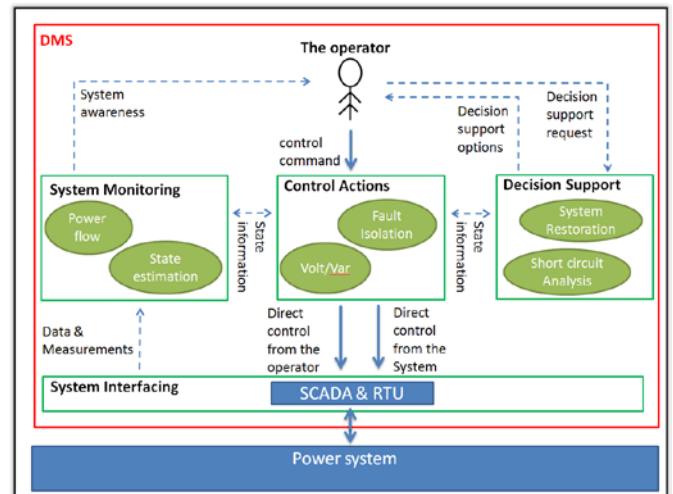 DMS
The operator
System
awareness
Decision
support
options
Decision
support
request
control
command
System Monitoring
Power
flow
State
estimation
State
information
Control Actions
Fault
Isolation
Volt/Var
State
information
Decision Support
System
Restoration
Short circuit
Analysis
Data &
Measurements
Direct
control
from the
operator
Direct
control
from the
System
System Interfacing
SCADA & RTU
Power system